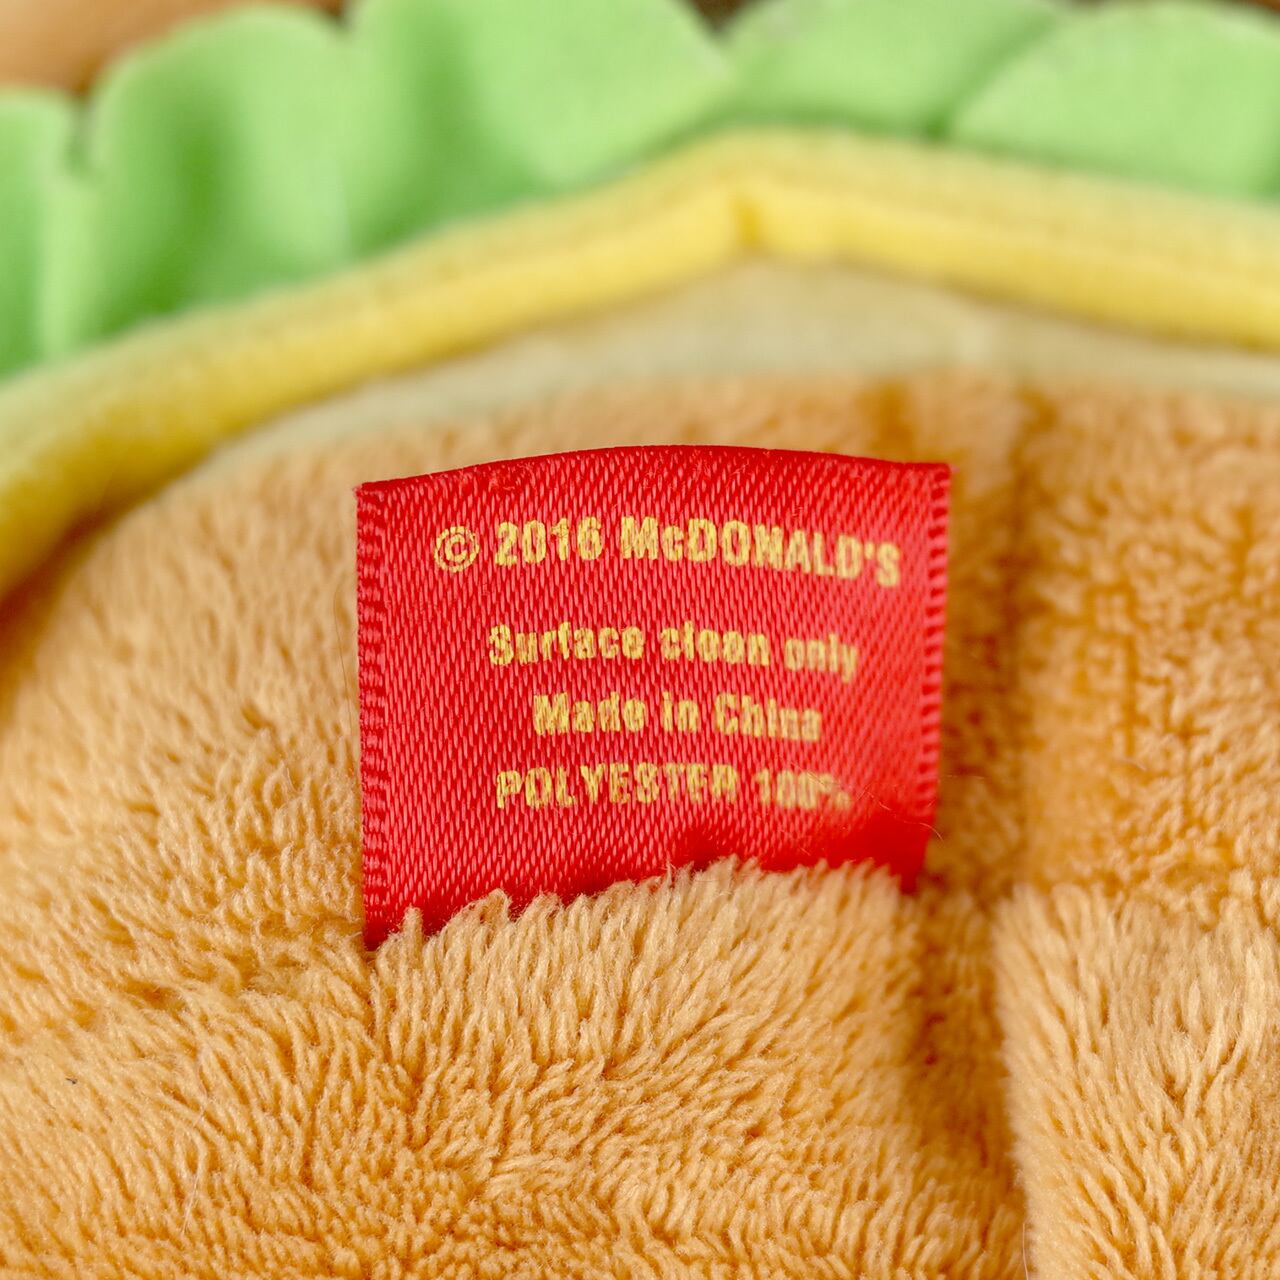 © 2016 McDONALD'S
Surface clean only
Made in China
POLYESTER 100%